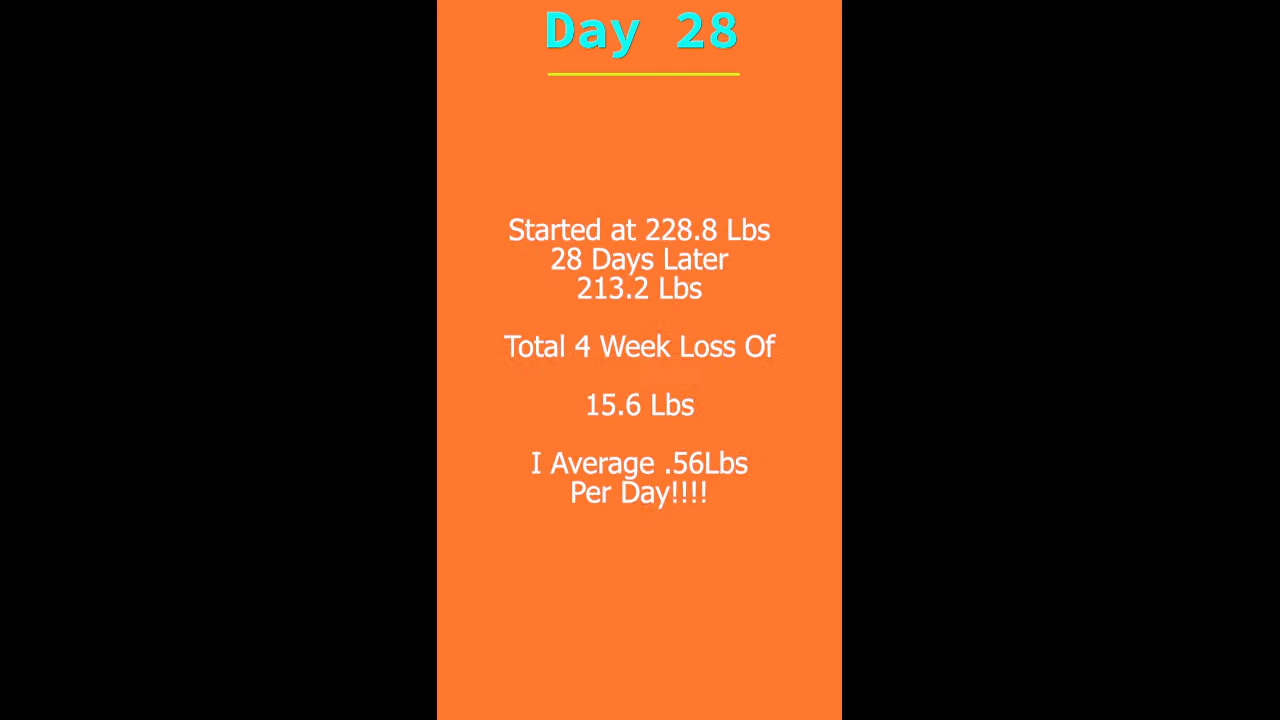 Day 28
Started at 228.8 Lbs
28 Days Later
213.2 Lbs
Total 4 Week Loss Of
15.6 Lbs
I Average .56Lbs
Per Day!!!!